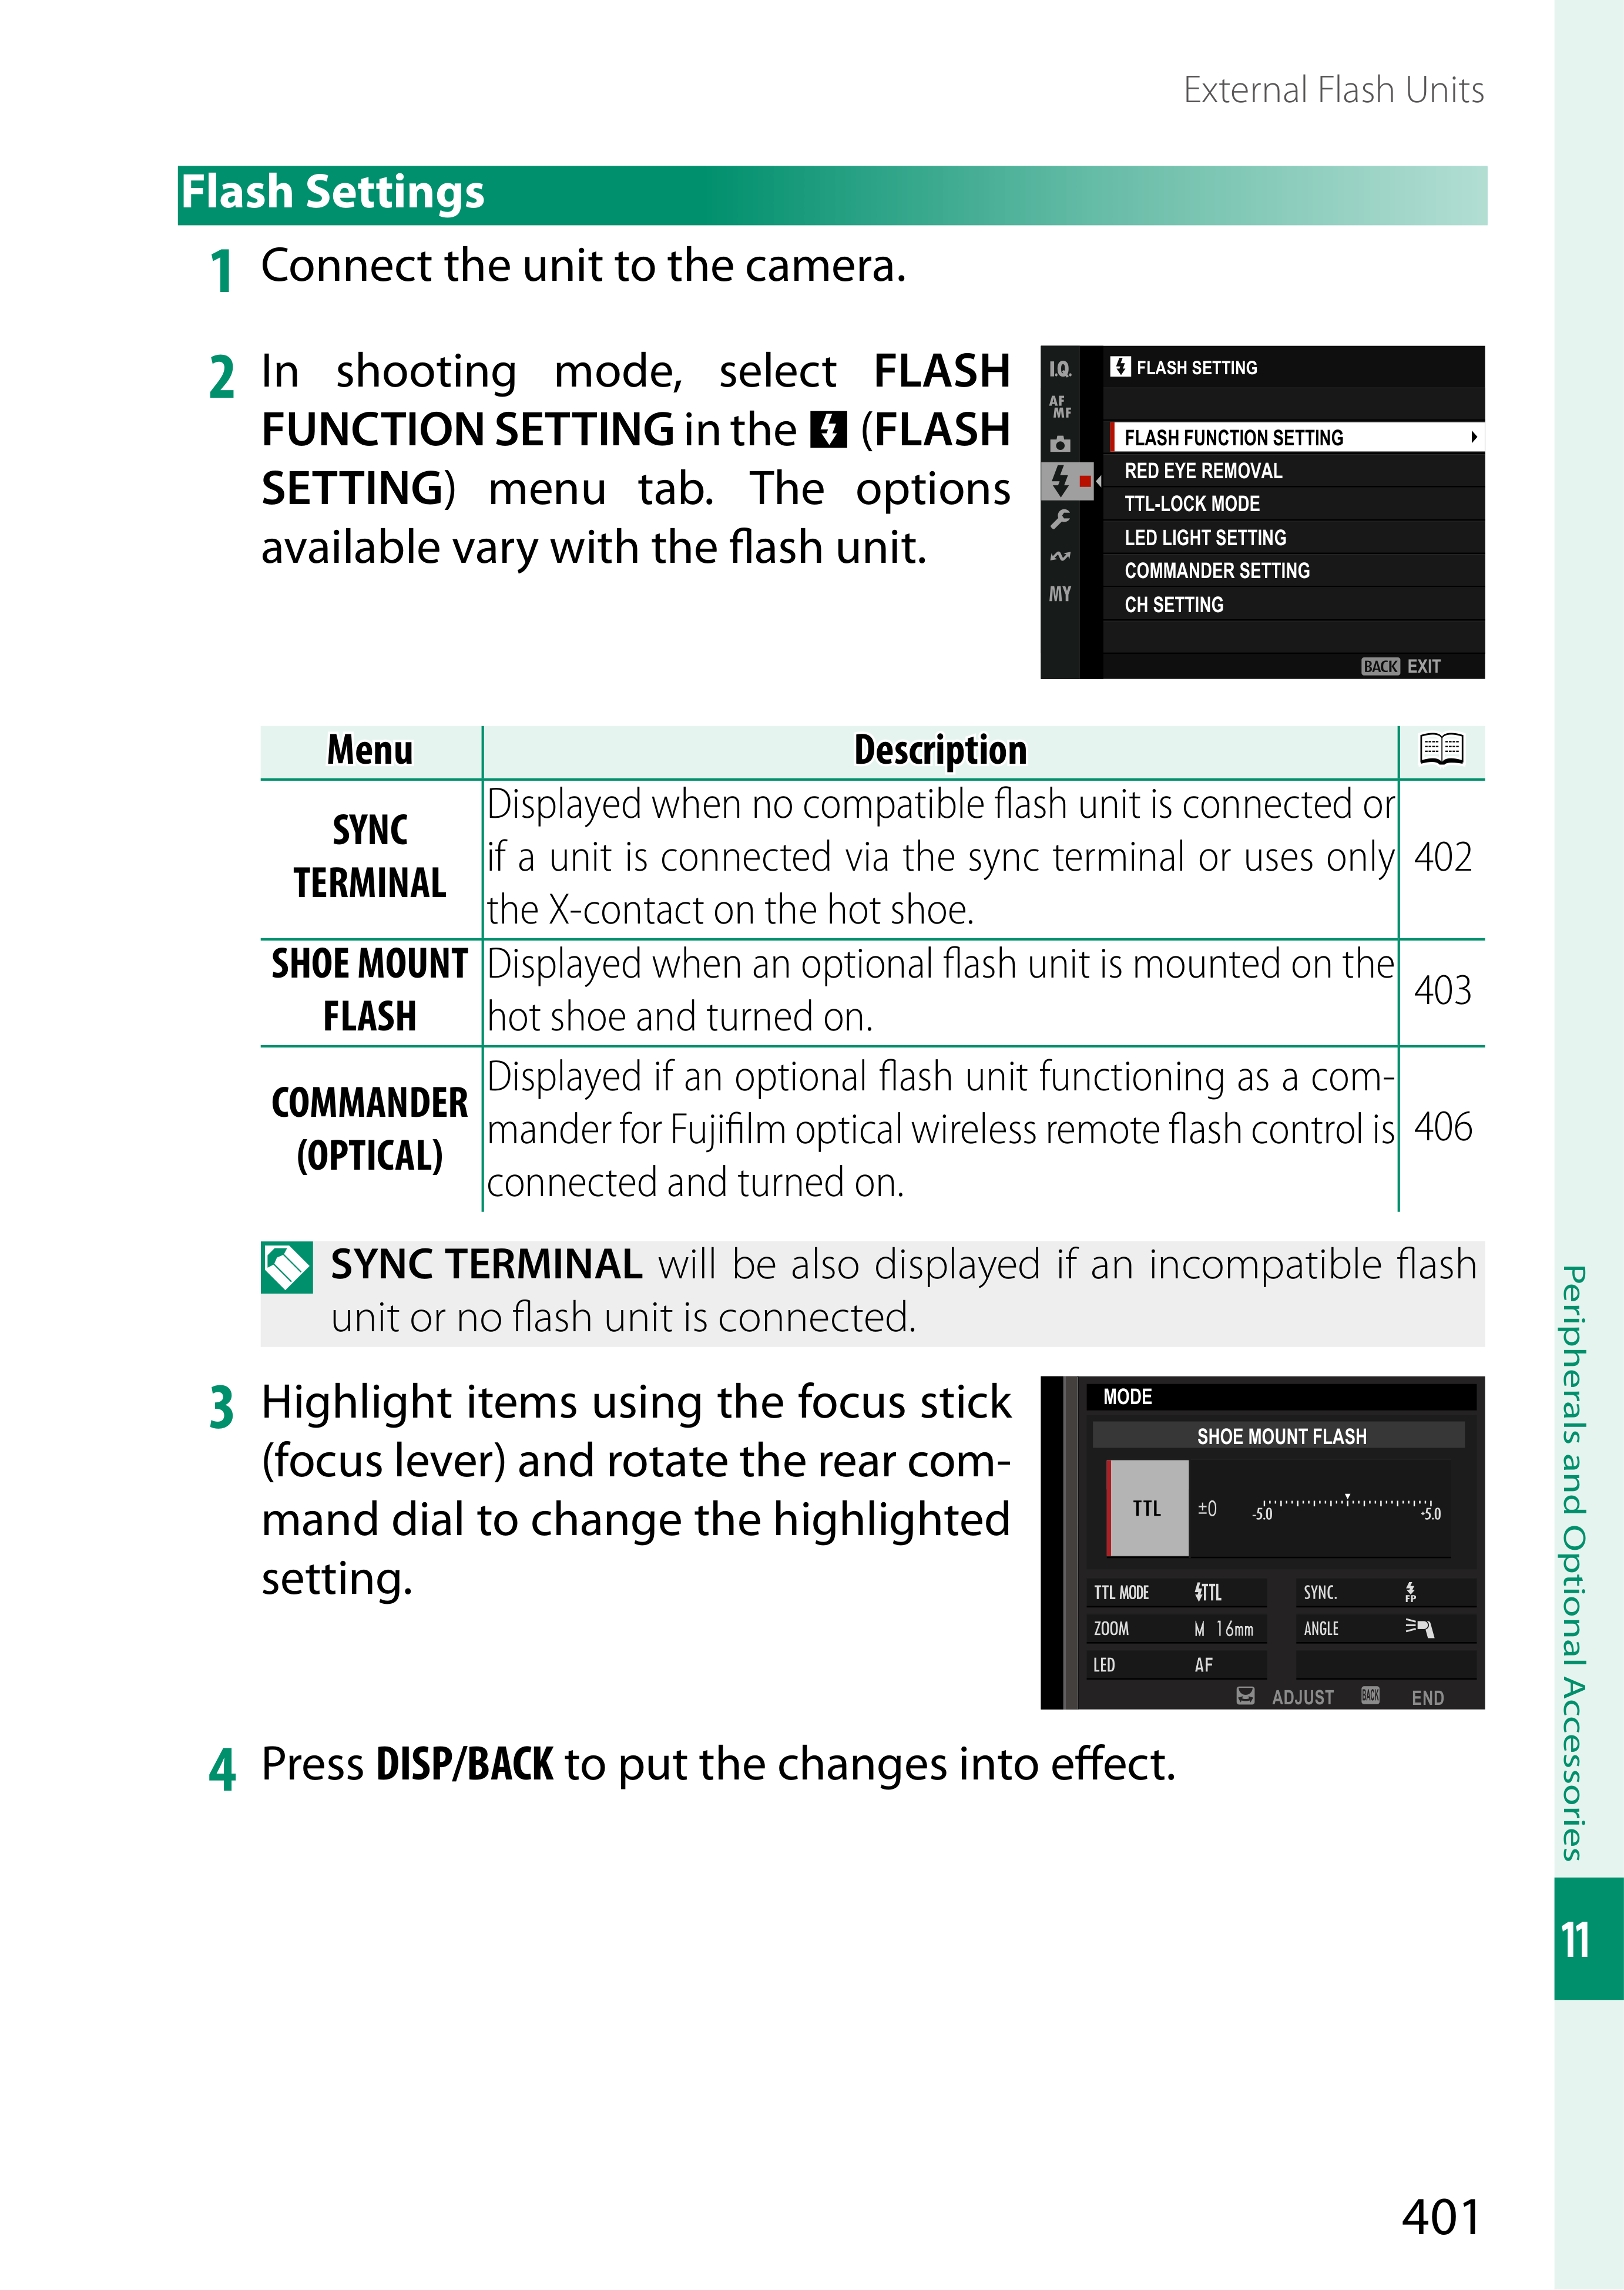 External Flash Units
Flash Settings
1 Connect the unit to the camera.
2 In shooting mode, select FLASH
FUNCTION SETTING in the (FLASH
SETTING) menu tab. The options
available vary with the flash unit.
I.Q.
AF
MF
MY
FLASH SETTING
FLASH FUNCTION SETTING
RED EYE REMOVAL
TTL-LOCK MODE
LED LIGHT SETTING
COMMANDER SETTING
CH SETTING
BACK EXIT
Menu Description
SYNC
TERMINAL
Displayed when no compatible flash unit is connected or
if a unit is connected via the sync terminal or uses only
the X-contact on the hot shoe.
402
SHOE MOUNT
FLASH
Displayed when an optional flash unit is mounted on the
hot shoe and turned on.
403
COMMANDER
(OPTICAL)
Displayed if an optional flash unit functioning as a com-
mander for Fujifilm optical wireless remote flash control is
connected and turned on.
406
SYNC TERMINAL will be also displayed if an incompatible flash
unit or no flash unit is connected.
3 Highlight items using the focus stick
(focus lever) and rotate the rear com-
mand dial to change the highlighted
setting.
MODE
SHOE MOUNT FLASH
TTL ±0 -5.0 +5.0
TTL MODE TTL SYNC. FP
ZOOM M 16mm ANGLE
LED AF
ADJUST BACK END
4 Press DISP/BACK to put the changes into effect.
Peripherals and Optional Accessories
11
401